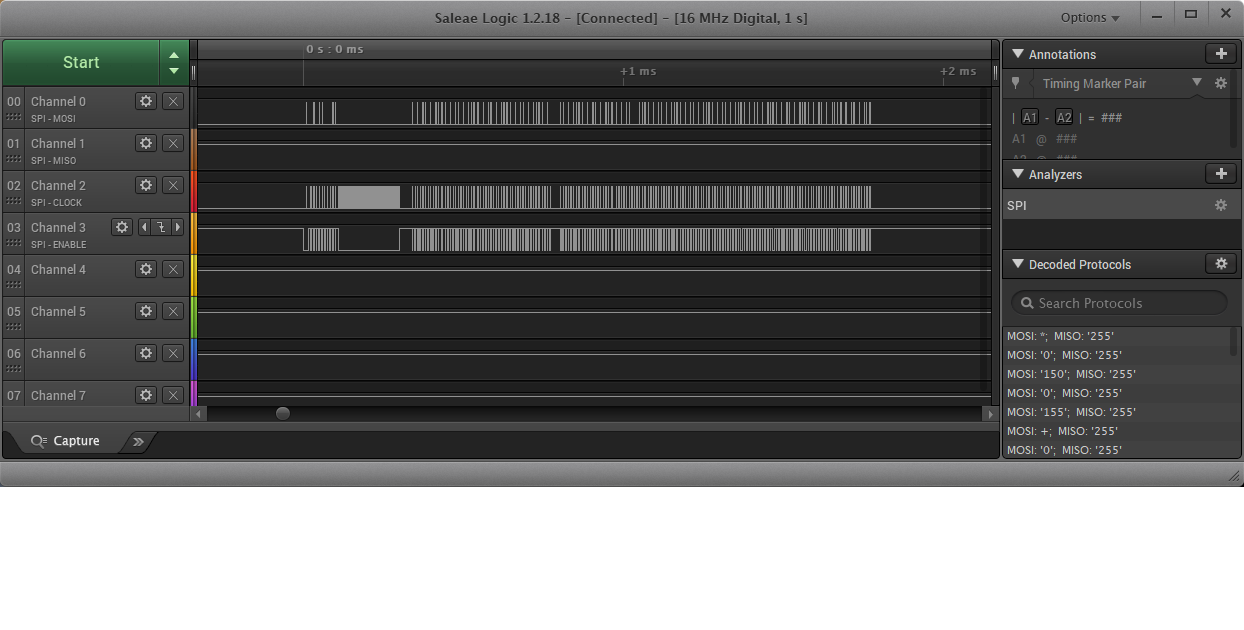 Saleae Logic 1.2.18 - [Connected] - [16 MHz Digital, 1 s]
Options
Start
0 s : 0 ms
+1 ms
+2 ms
00 Channel 0
SPI - MOSI
01 Channel 1
SPI - MISO
02 Channel 2
SPI - CLOCK
03 Channel 3
SPI - ENABLE
04 Channel 4
05 Channel 5
06 Channel 6
07 Channel 7
Capture
Annotations
Timing Marker Pair
| A1 - A2 | = ###
A1 @ ###
A2 @ ###
Analyzers
SPI
Decoded Protocols
Search Protocols
MOSI: *; MISO: '255'
MOSI: '0'; MISO: '255'
MOSI: '150'; MISO: '255'
MOSI: '0'; MISO: '255'
MOSI: '155'; MISO: '255'
MOSI: +; MISO: '255'
MOSI: '0'; MISO: '255'